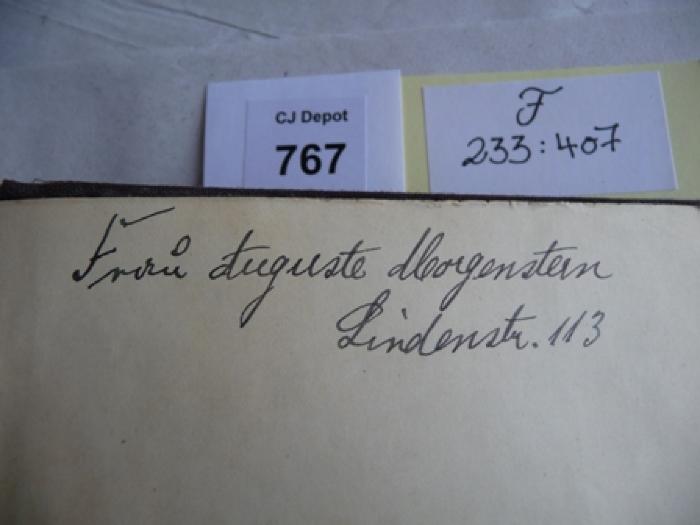 CJ Depot
767
F
233:407
Frau Auguste Morgenstern
Lindenstr. 113